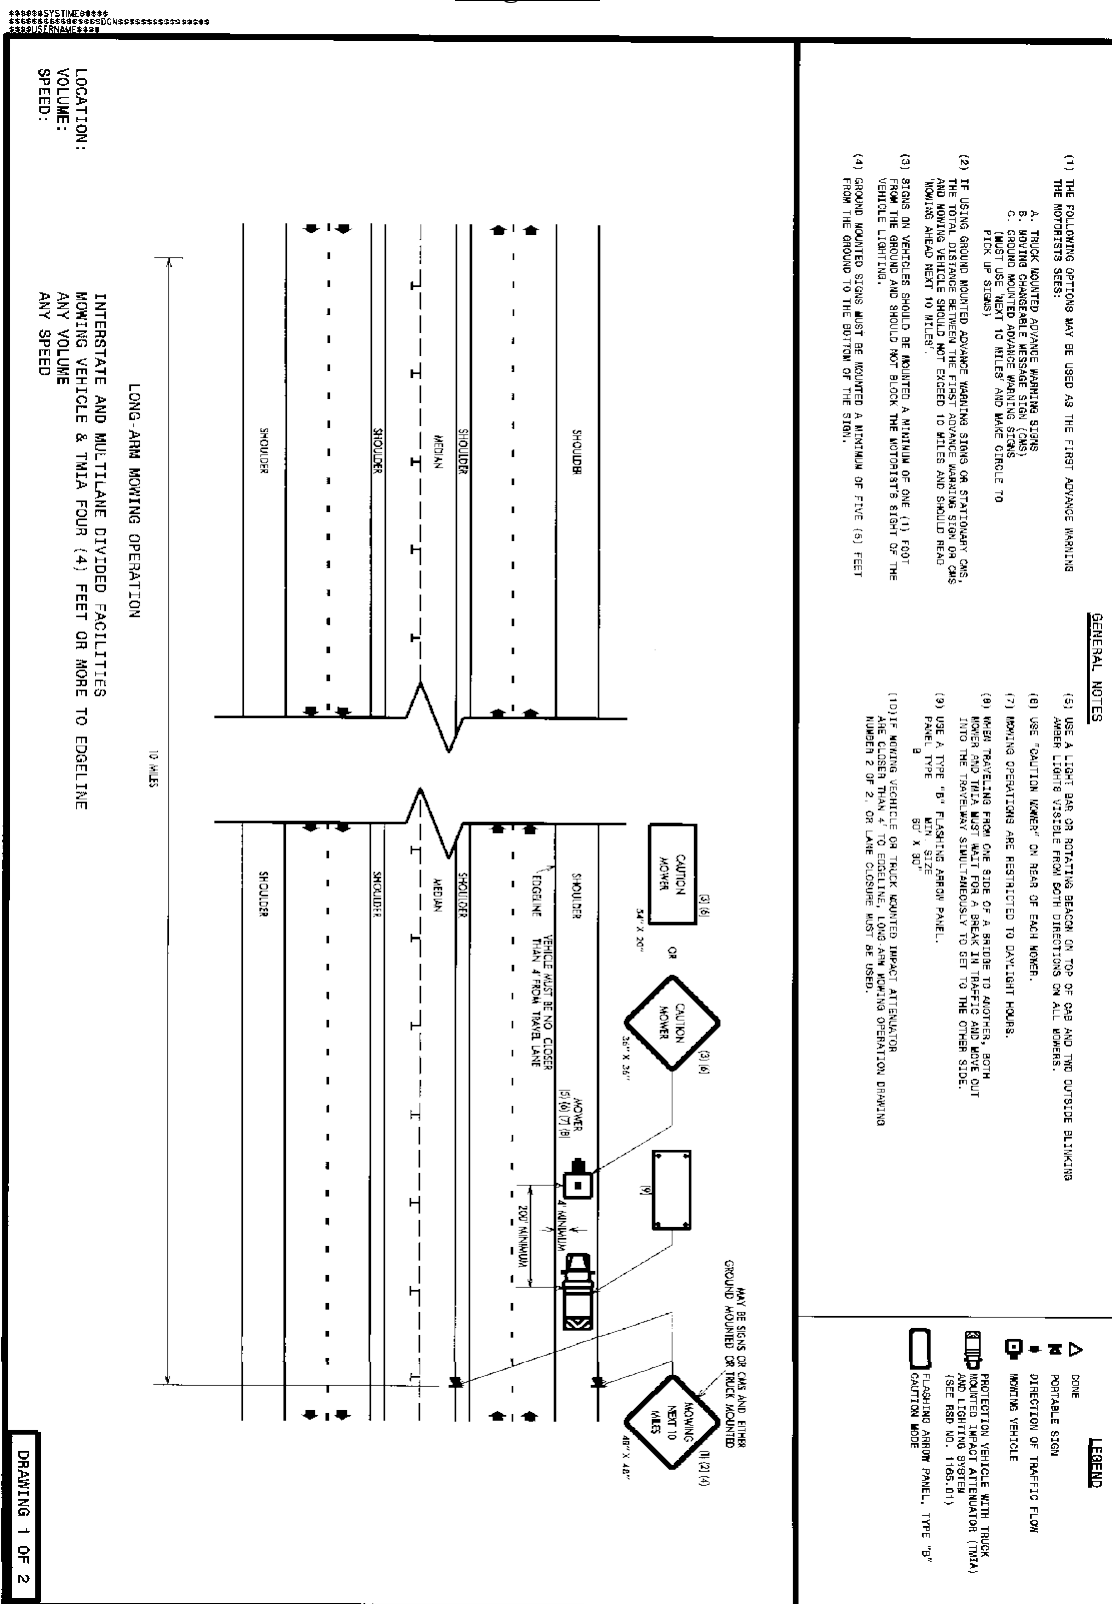 ######SYSTIME######
LOCATION:
VOLUME:
SPEED:
LONG-ARM MOWING OPERATION
INTERSTATE AND MULTILANE DIVIDED FACILITIES
MOWING VEHICLE & TMIA FOUR (4) FEET OR MORE TO EDGELINE
ANY VOLUME
ANY SPEED
GENERAL NOTES
(1) THE FOLLOWING OPTIONS MAY BE USED AS THE FIRST ADVANCE WARNING
THE MOTORISTS SEES:
A. TRUCK MOUNTED ADVANCE WARNING SIGNS
B. MOVING CHANGEABLE MESSAGE SIGN (CMS)
C. GROUND MOUNTED ADVANCE WARNING SIGNS
(MUST USE 'NEXT 10 MILES' AND MAKE CIRCLE TO
PICK UP SIGNS)
(2) IF USING GROUND MOUNTED ADVANCE WARNING SIGNS OR STATIONARY CMS,
THE TOTAL DISTANCE BETWEEN THE FIRST ADVANCE WARNING SIGN OR CMS
AND MOWING VEHICLE SHOULD NOT EXCEED 10 MILES AND SHOULD READ
'MOWING AHEAD NEXT 10 MILES'.
(3) SIGNS ON VEHICLES SHOULD BE MOUNTED A MINIMUM OF ONE (1) FOOT
FROM THE GROUND AND SHOULD NOT BLOCK THE MOTORIST'S SIGHT OF THE
VEHICLE LIGHTING.
(4) GROUND MOUNTED SIGNS MUST BE MOUNTED A MINIMUM OF FIVE (5) FEET
FROM THE GROUND TO THE BOTTOM OF THE SIGN.
(5) USE A LIGHT BAR OR ROTATING BEACON ON TOP OF CAB AND TWO OUTSIDE BLINKING
AMBER LIGHTS VISIBLE FROM BOTH DIRECTIONS ON ALL MOWERS.
(6) USE "CAUTION MOWER" ON REAR OF EACH MOWER.
(7) MOWING OPERATIONS ARE RESTRICTED TO DAYLIGHT HOURS.
(8) WHEN TRAVELING FROM ONE SIDE OF A BRIDGE TO ANOTHER, BOTH
MOWER AND TMIA MUST WAIT FOR A BREAK IN TRAFFIC AND MOVE OUT
INTO THE TRAVELWAY SIMULTANEOUSLY TO GET TO THE OTHER SIDE.
(9) USE A TYPE "B" FLASHING ARROW PANEL.
PANEL TYPE MIN. SIZE
B 60" X 30"
(10) IF MOWING VECHICLE OR TRUCK MOUNTED IMPACT ATTENUATOR
ARE CLOSER THAN 4' TO EDGELINE, LONG ARM MOWING OPERATION DRAWING
NUMBER 2 OF 2, OR LANE CLOSURE MUST BE USED.
LEGEND
CONE
PORTABLE SIGN
DIRECTION OF TRAFFIC FLOW
MOWING VEHICLE
PROTECTION VEHICLE WITH TRUCK
MOUNTED IMPACT ATTENUATOR (TMIA)
AND LIGHTING SYSTEM
(SEE RSD NO. 1165.01)
FLASHING ARROW PANEL, TYPE "B"
CAUTION MODE
SHOULDER
SHOULDER
MEDIAN
SHOULDER
SHOULDER
10 MILES
CAUTION
MOWER
(3) (6)
54" X 20"
OR
CAUTION
MOWER
(3) (6)
36" X 36"
(9)
MAY BE SIGNS OR CMS AND EITHER
GROUND MOUNTED OR TRUCK MOUNTED
MOWING
NEXT 10
MILES
(1) (2) (4)
48" X 48"
SHOULDER
EDGELINE
VEHICLE MUST BE NO CLOSER
THAN 4' FROM TRAVEL LANE
MOWER
(5) (6) (7) (8)
4' MINIMUM
200' MINIMUM
SHOULDER
MEDIAN
SHOULDER
SHOULDER
DRAWING 1 OF 2